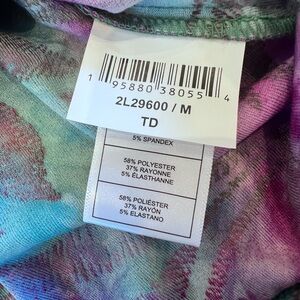 1 95880 38055 4
2L29600 / M
TD
5% SPANDEX
58% POLYESTER
37% RAYONNE
5% ÉLASTHANNE
58% POLIÉSTER
37% RAYÓN
5% ELASTANO